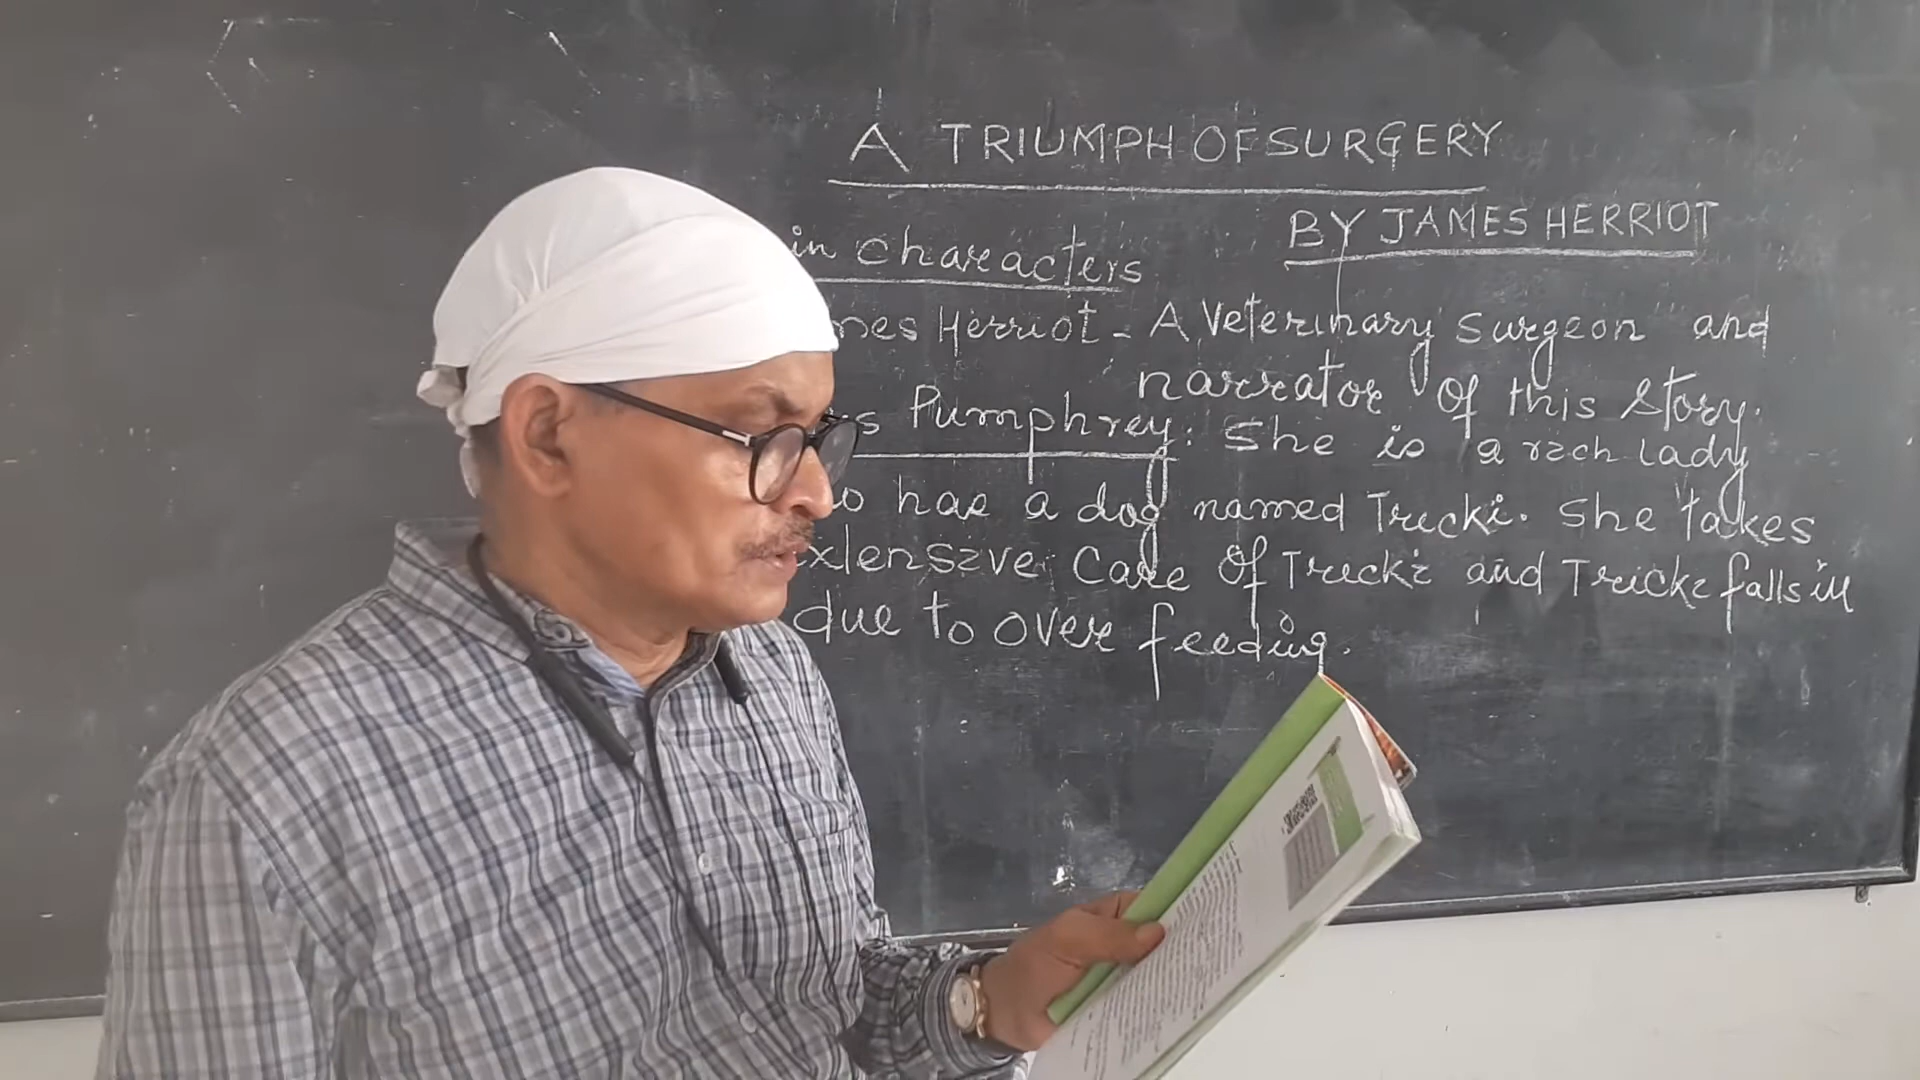 A TRIUMPH OF SURGERY
BY JAMES HERRIOT
in characters
mes Herriot - A Veterinary Surgeon and
narrator of this Story.
s Pumphrey: She is a rich lady
o has a dog named Tricki. She takes
extensive Care of Tricki and Tricki falls ill
due to over feeding.